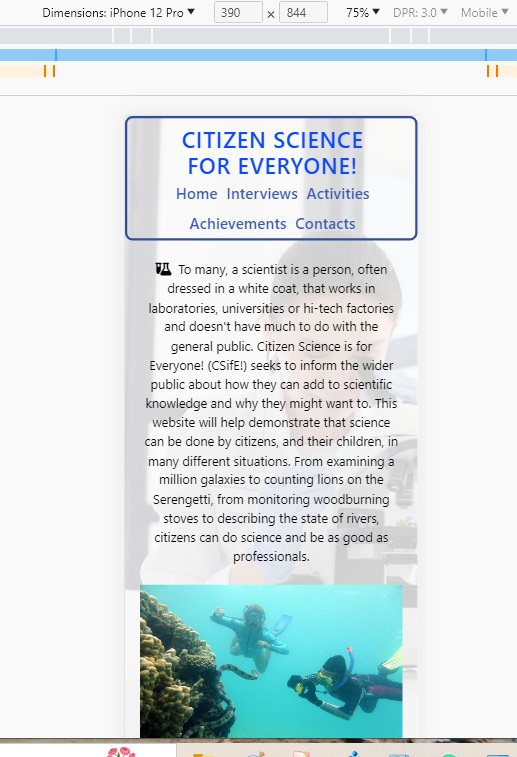 Dimensions: iPhone 12 Pro ▼ 390 x 844 75% ▼ DPR: 3.0 ▼ Mobile ▼
CITIZEN SCIENCE
FOR EVERYONE!
Home Interviews Activities
Achievements Contacts
To many, a scientist is a person, often
dressed in a white coat, that works in
laboratories, universities or hi-tech factories
and doesn't have much to do with the
general public. Citizen Science is for
Everyone! (CSifE!) seeks to inform the wider
public about how they can add to scientific
knowledge and why they might want to. This
website will help demonstrate that science
can be done by citizens, and their children, in
many different situations. From examining a
million galaxies to counting lions on the
Serengetti, from monitoring woodburning
stoves to describing the state of rivers,
citizens can do science and be as good as
professionals.